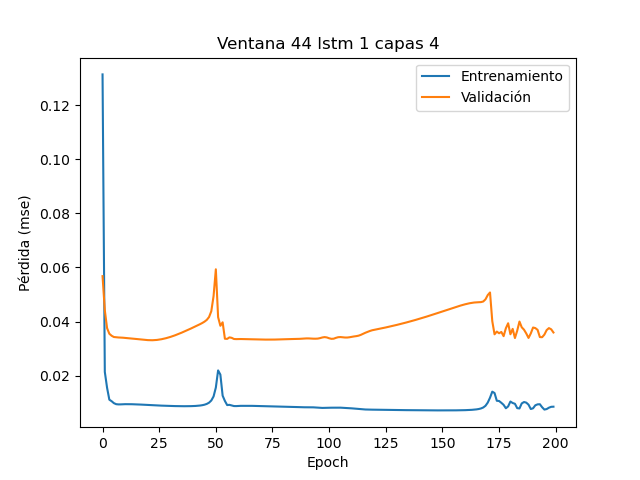 Ventana 44 lstm 1 capas 4
Entrenamiento
Validación
0.12
0.10
0.08
0.06
0.04
0.02
Pérdida (mse)
0 25 50 75 100 125 150 175 200
Epoch